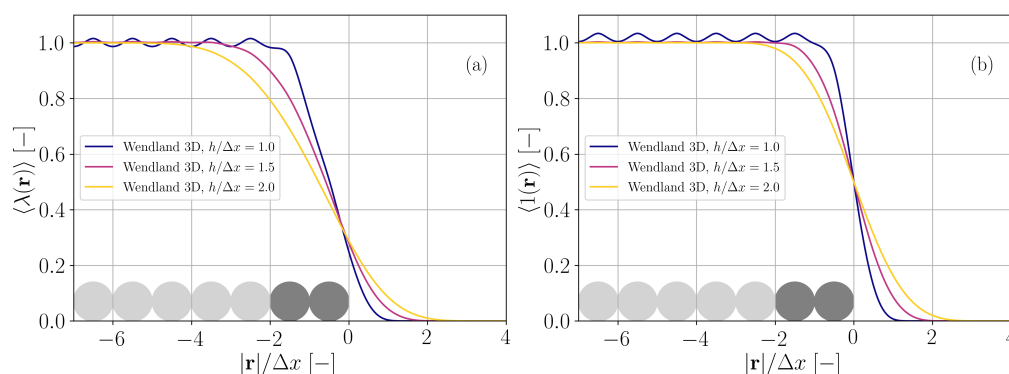 1.0
0.8
0.6
0.4
0.2
0.0
⟨λ(r)⟩ [−]
(a)
Wendland 3D, h/Δx = 1.0
Wendland 3D, h/Δx = 1.5
Wendland 3D, h/Δx = 2.0
−6 −4 −2 0 2 4
|r|/Δx [−]
1.0
0.8
0.6
0.4
0.2
0.0
⟨1(r)⟩ [−]
(b)
Wendland 3D, h/Δx = 1.0
Wendland 3D, h/Δx = 1.5
Wendland 3D, h/Δx = 2.0
−6 −4 −2 0 2 4
|r|/Δx [−]